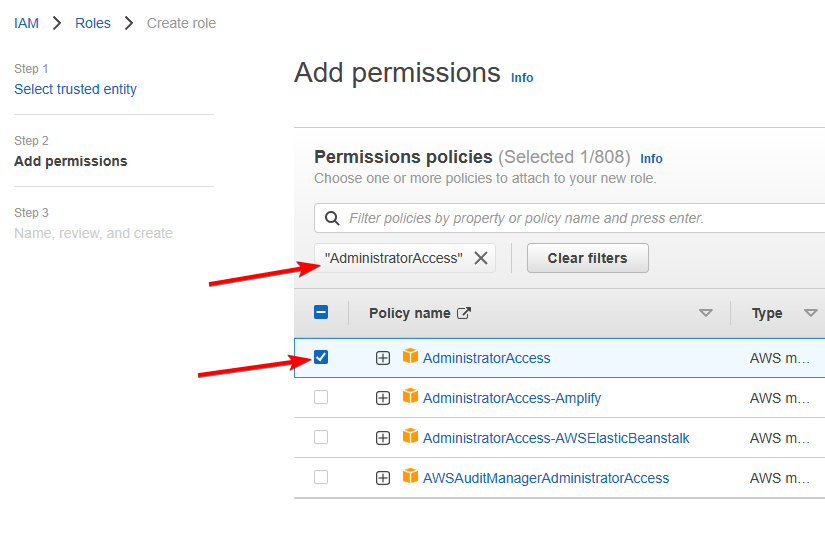 IAM > Roles > Create role
Step 1
Select trusted entity
Step 2
Add permissions
Step 3
Name, review, and create
Add permissions Info
Permissions policies (Selected 1/808) Info
Choose one or more policies to attach to your new role.
Filter policies by property or policy name and press enter.
"AdministratorAccess" Clear filters
Policy name Type
AdministratorAccess AWS m…
AdministratorAccess-Amplify AWS m…
AdministratorAccess-AWSElasticBeanstalk AWS m…
AWSAuditManagerAdministratorAccess AWS m…